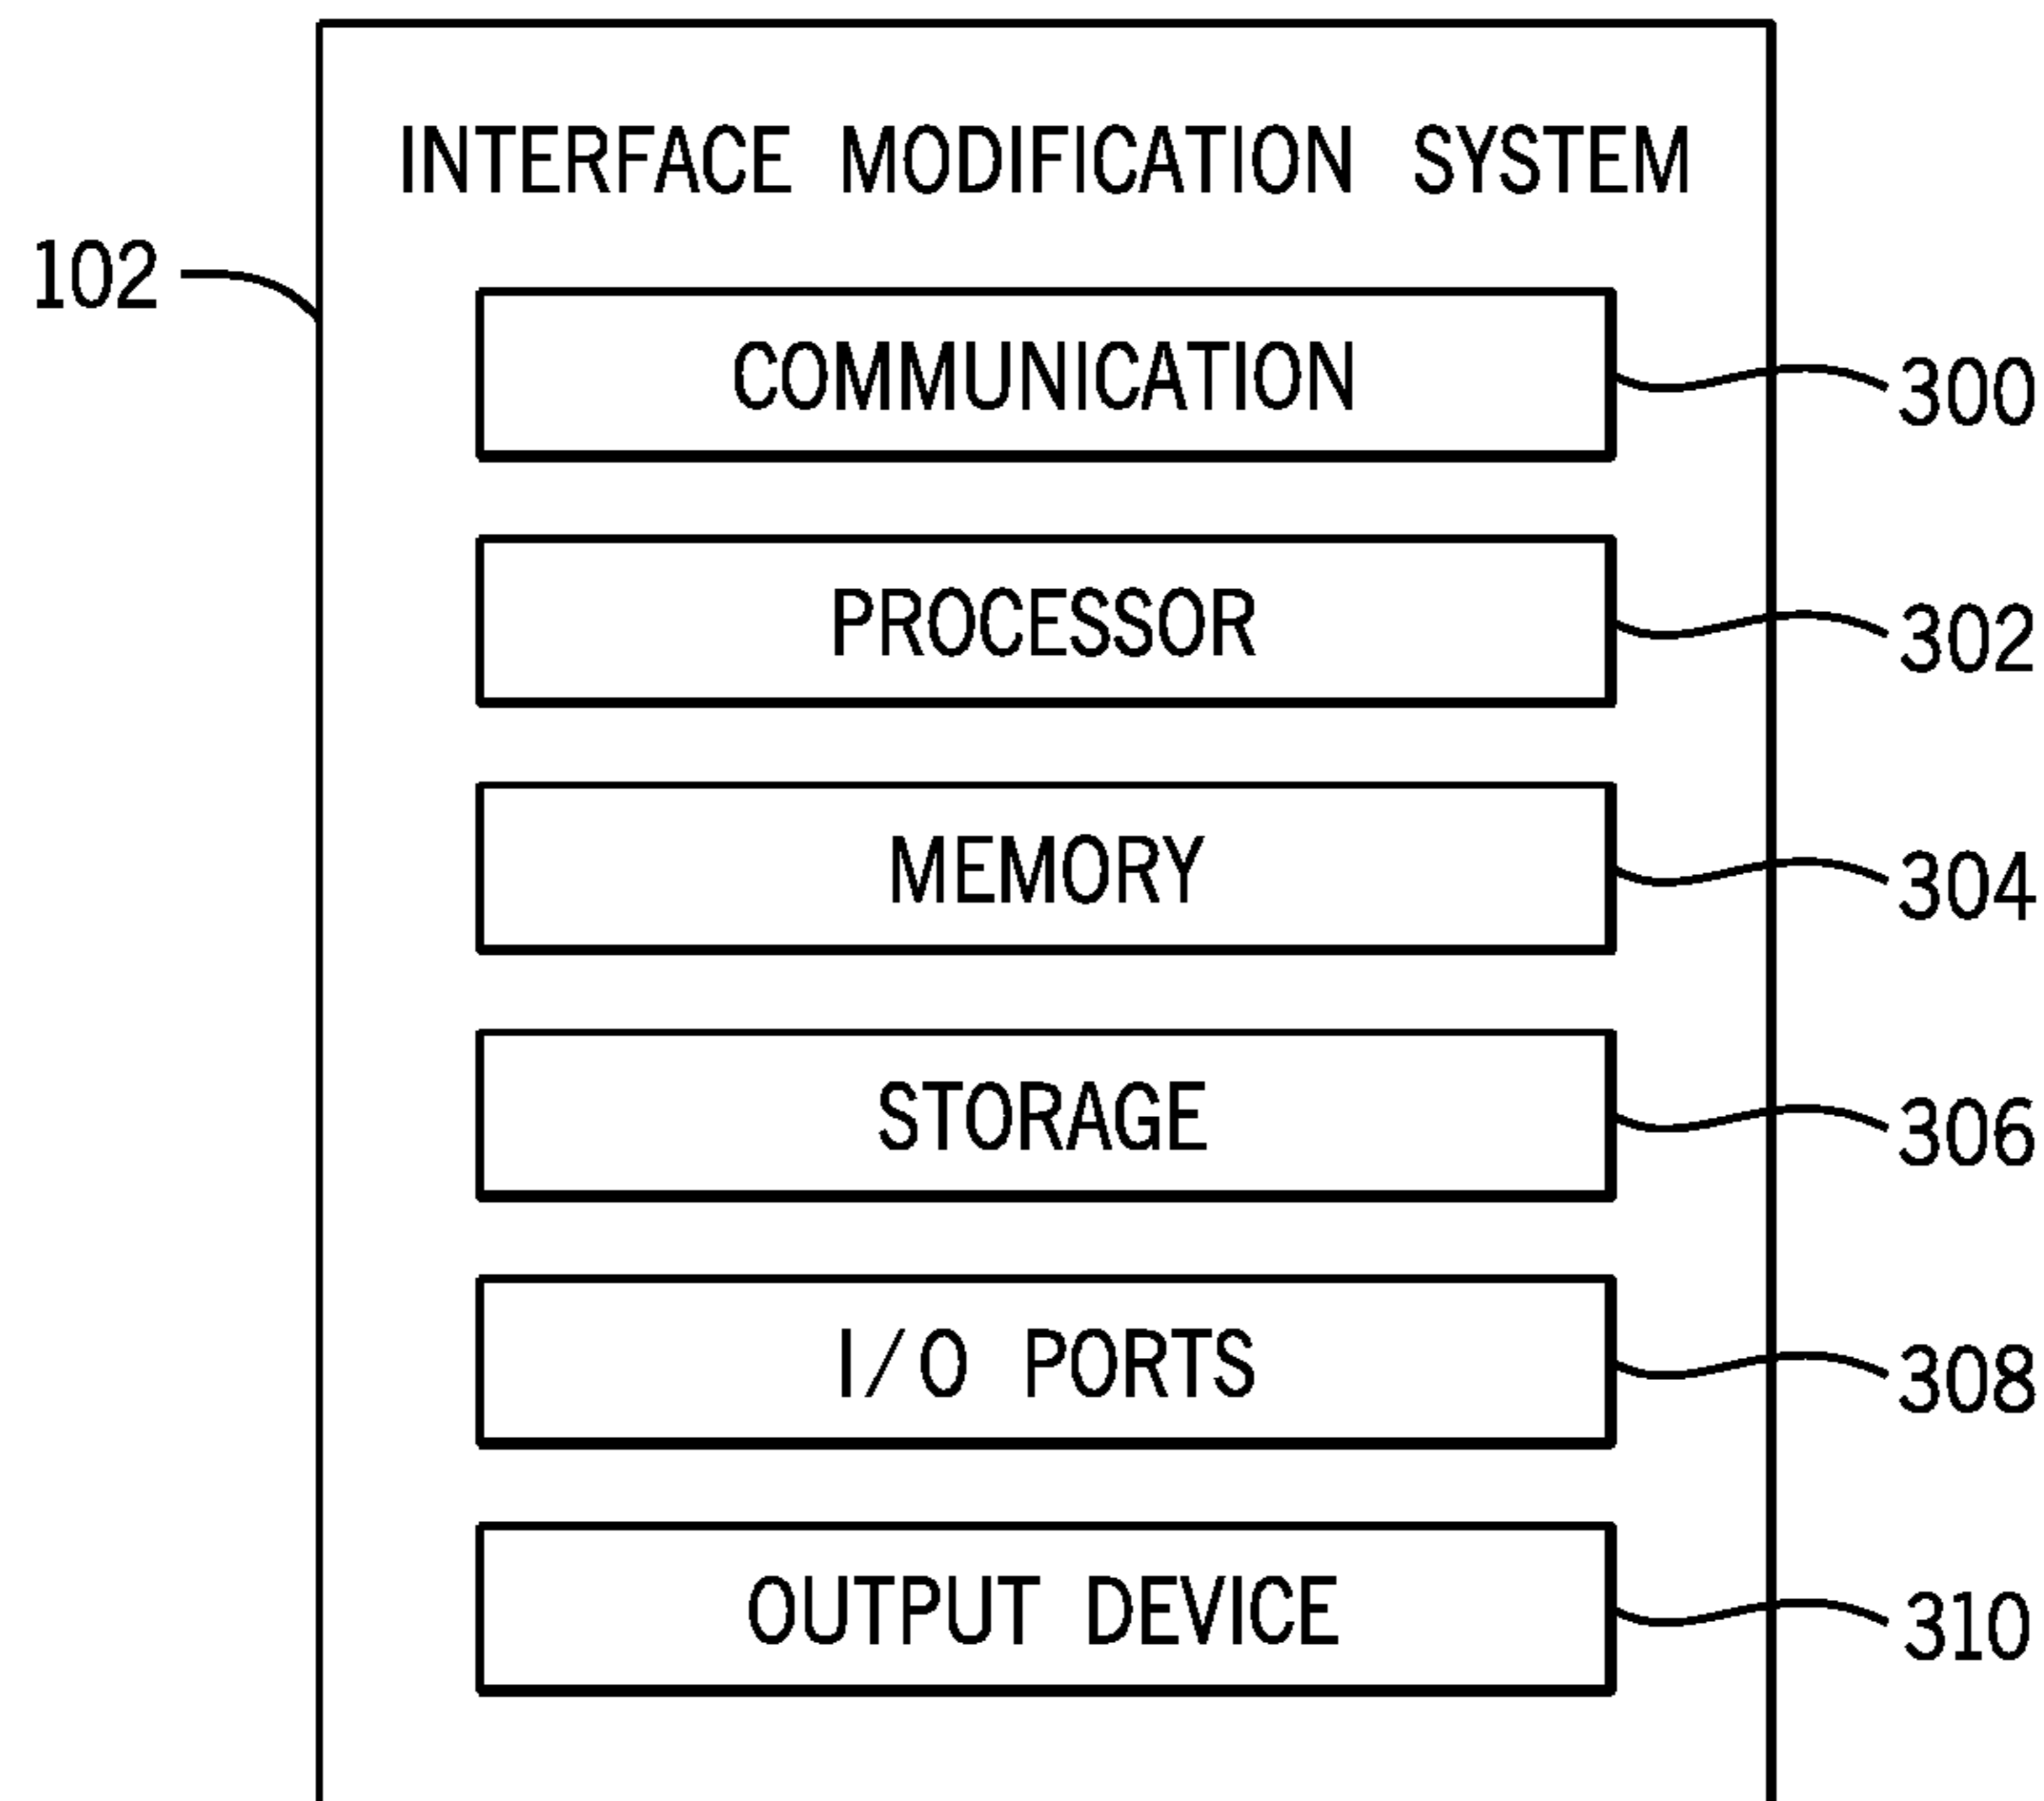 INTERFACE MODIFICATION SYSTEM
102
COMMUNICATION
300
PROCESSOR
302
MEMORY
304
STORAGE
306
I/O PORTS
308
OUTPUT DEVICE
310